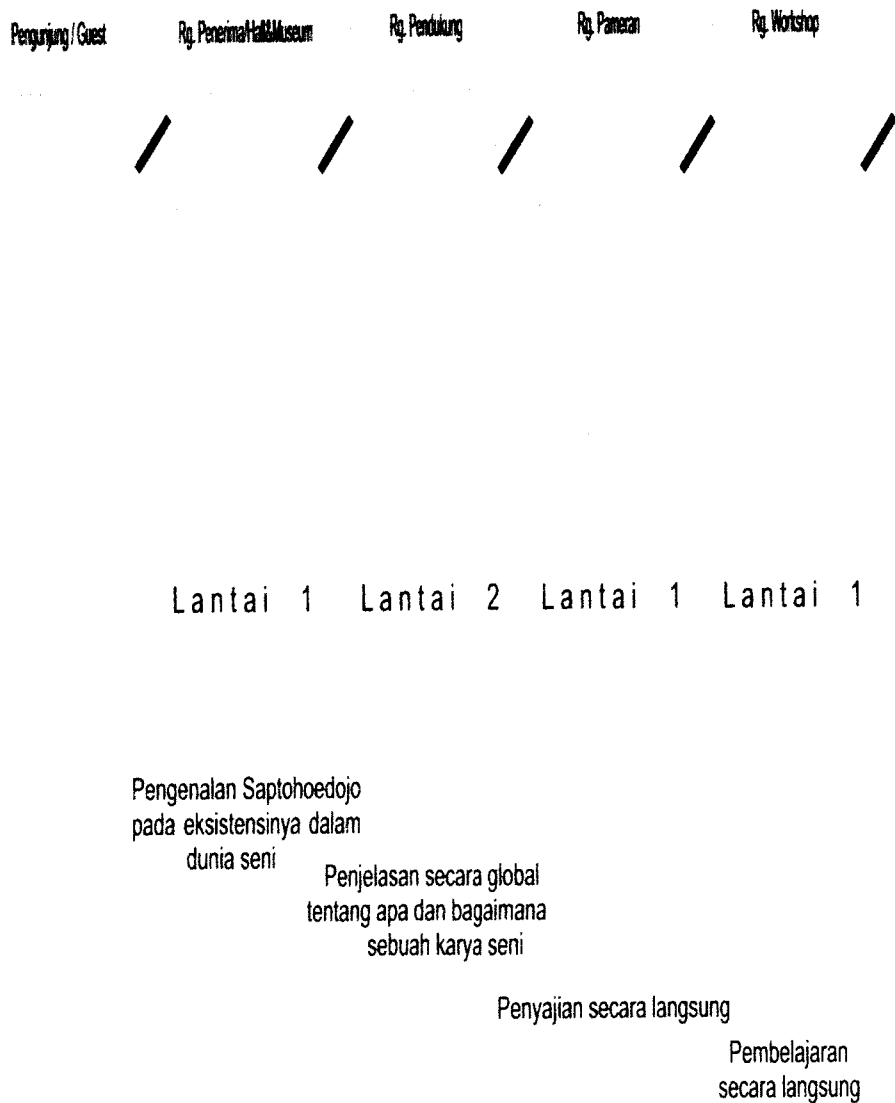 Pengunjung / Guest Rg. Penerima/Hall&Museum Rg. Pendukung Rg. Pameran Rg. Workshop
Lantai 1 Lantai 2 Lantai 1 Lantai 1
Pengenalan Saptohoedojo
pada eksistensinya dalam
dunia seni
Penjelasan secara global
tentang apa dan bagaimana
sebuah karya seni
Penyajian secara langsung
Pembelajaran
secara langsung